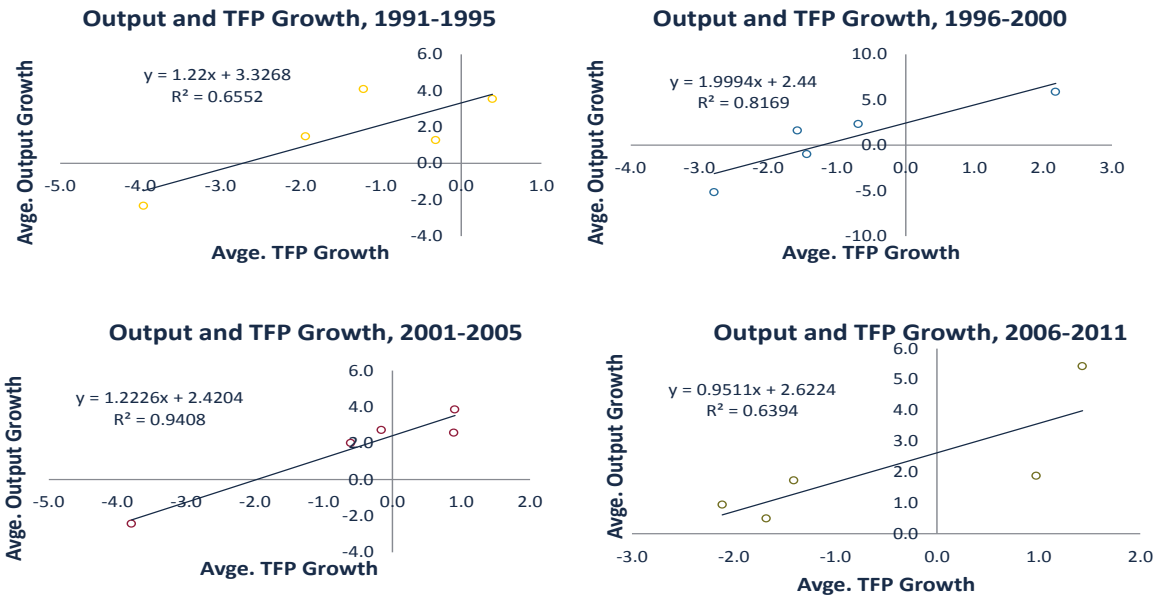 Output and TFP Growth, 1991-1995
y = 1.22x + 3.3268
R² = 0.6552
6.0
4.0
2.0
0.0
-2.0
-4.0
-5.0 -4.0 -3.0 -2.0 -1.0 0.0 1.0
Avge. Output Growth
Avge. TFP Growth
Output and TFP Growth, 1996-2000
y = 1.9994x + 2.44
R² = 0.8169
10.0
5.0
0.0
-5.0
-10.0
-4.0 -3.0 -2.0 -1.0 0.0 1.0 2.0 3.0
Avge. Output Growth
Avge. TFP Growth
Output and TFP Growth, 2001-2005
y = 1.2226x + 2.4204
R² = 0.9408
6.0
4.0
2.0
0.0
-2.0
-4.0
-5.0 -4.0 -3.0 -2.0 -1.0 0.0 1.0 2.0
Avge. Output Growth
Avge. TFP Growth
Output and TFP Growth, 2006-2011
y = 0.9511x + 2.6224
R² = 0.6394
6.0
5.0
4.0
3.0
2.0
1.0
0.0
-3.0 -2.0 -1.0 0.0 1.0 2.0
Avge. Output Growth
Avge. TFP Growth